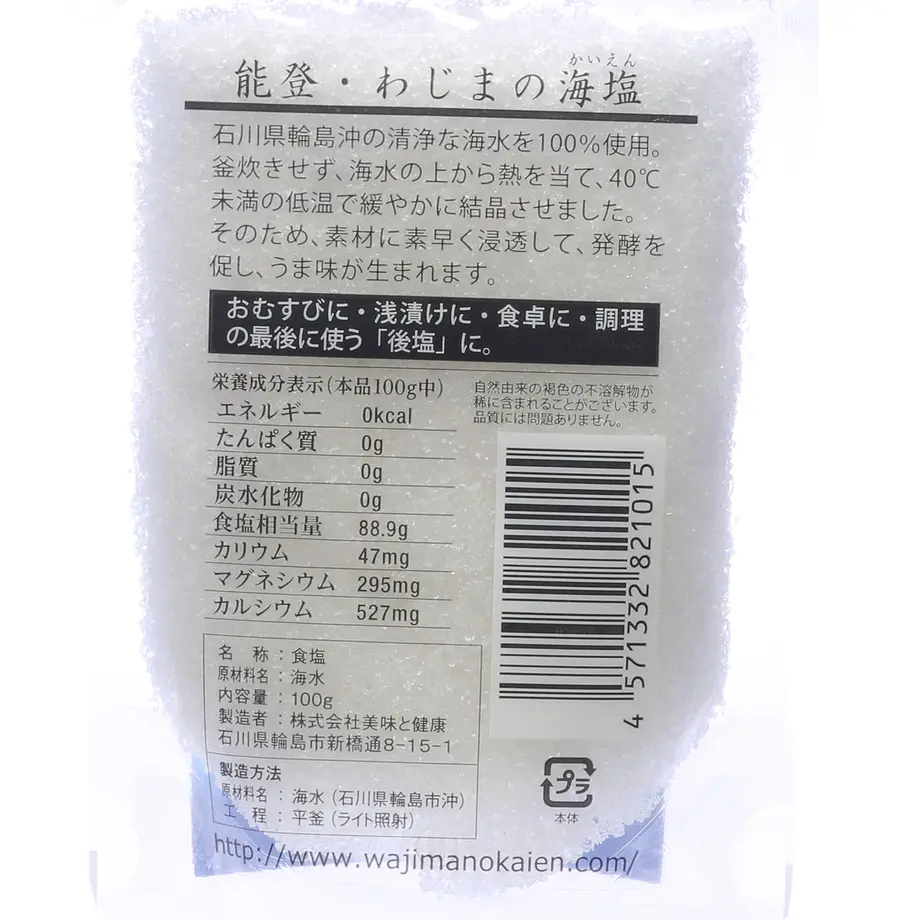 かいえん
能登・わじまの海塩
石川県輪島沖の清浄な海水を100%使用。
釜炊きせず、海水の上から熱を当て、40℃
未満の低温で緩やかに結晶させました。
そのため、素材に素早く浸透して、発酵を
促し、うま味が生まれます。
おむすびに・浅漬けに・食卓に・調理
の最後に使う「後塩」に。
栄養成分表示(本品100g中)
エネルギー 0kcal
たんぱく質 0g
脂質 0g
炭水化物 0g
食塩相当量 88.9g
カリウム 47mg
マグネシウム 295mg
カルシウム 527mg
自然由来の褐色の不溶解物が
稀に含まれることがございます。
品質には問題ありません。
4 571332 821015
名 称:食塩
原材料名:海水
内容量:100g
製造者:株式会社美味と健康
石川県輪島市新橋通8-15-1
製造方法
原材料名:海水(石川県輪島市沖)
工 程:平釜(ライト照射)
プラ
本体
http://www.wajimanokaien.com/